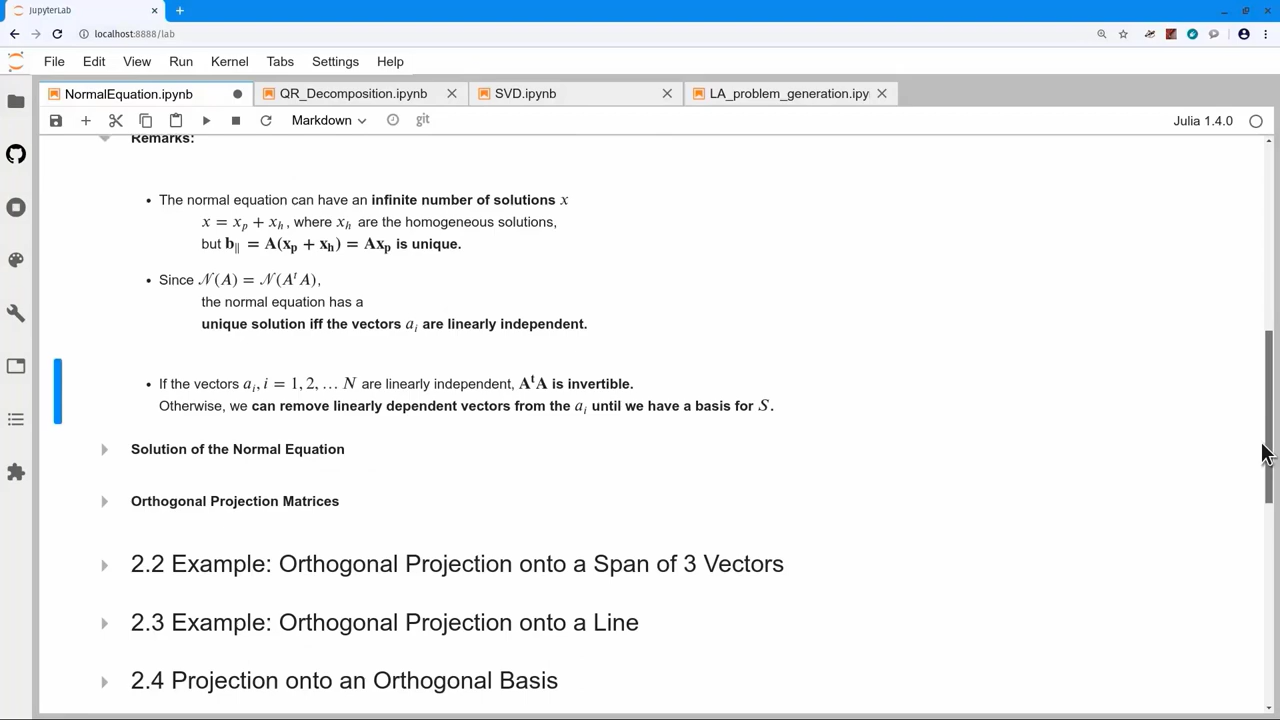 JupyterLab
localhost:8888/lab
File Edit View Run Kernel Tabs Settings Help
NormalEquation.ipynb QR_Decomposition.ipynb SVD.ipynb LA_problem_generation.ipy
Markdown git Julia 1.4.0
Remarks:
• The normal equation can have an infinite number of solutions x
x = xₚ + xₕ, where xₕ are the homogeneous solutions,
but b∥ = A(xₚ + xₕ) = Axₚ is unique.
• Since 𝒩(A) = 𝒩(AᵗA),
the normal equation has a
unique solution iff the vectors aᵢ are linearly independent.
• If the vectors aᵢ, i = 1, 2, … N are linearly independent, AᵗA is invertible.
Otherwise, we can remove linearly dependent vectors from the aᵢ until we have a basis for S.
Solution of the Normal Equation
Orthogonal Projection Matrices
2.2 Example: Orthogonal Projection onto a Span of 3 Vectors
2.3 Example: Orthogonal Projection onto a Line
2.4 Projection onto an Orthogonal Basis